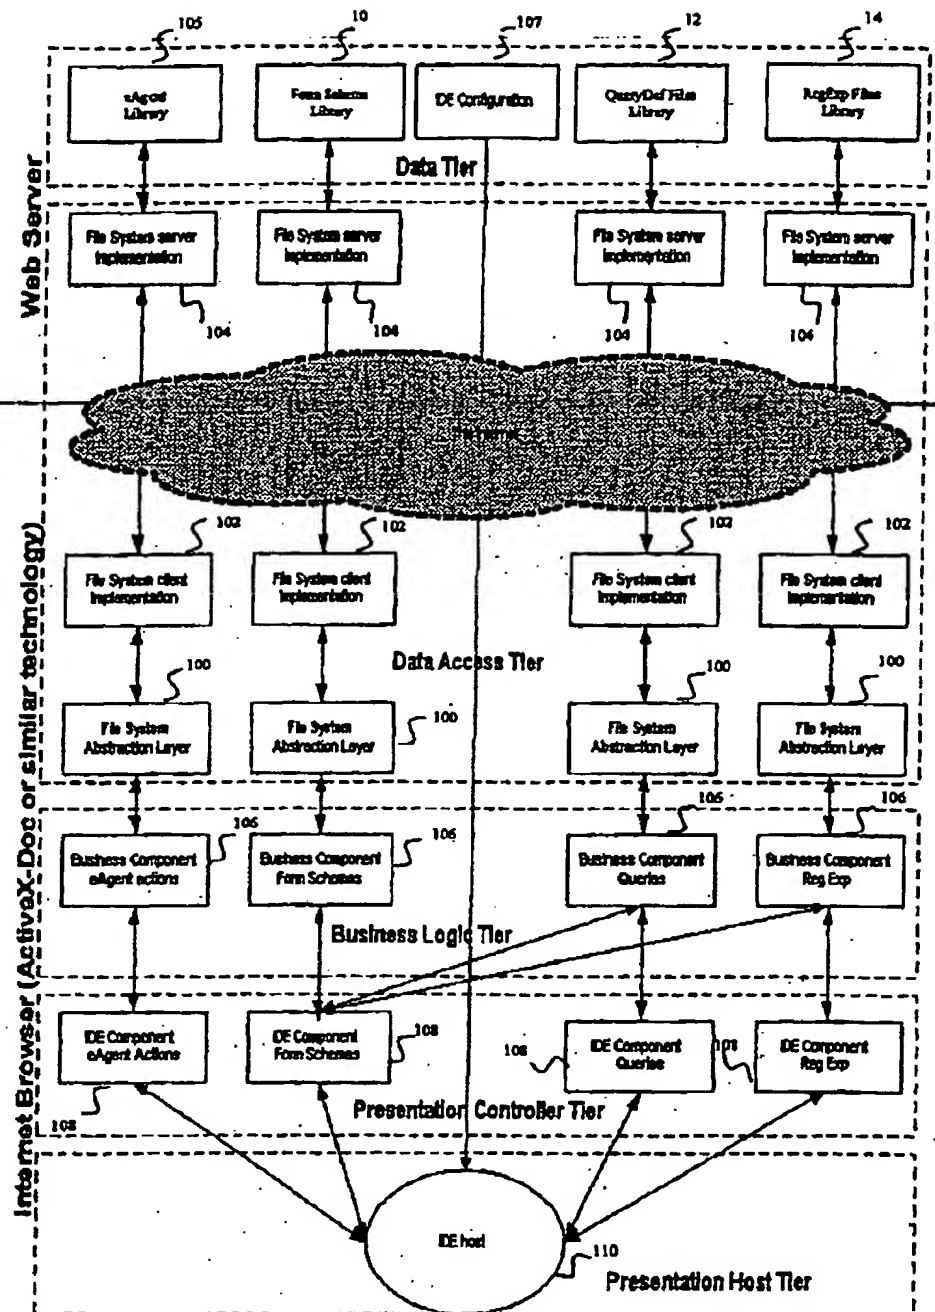 105
10
107
12
14
eAgent
Library
Form Scheme
Library
IDE Configuration
QueryDef Files
Library
RegExp Files
Library
Data Tier
Web Server
File System server
Implementation
File System server
Implementation
File System server
Implementation
File System server
Implementation
104
104
104
104
102
102
102
102
File System client
Implementation
File System client
Implementation
File System client
Implementation
File System client
Implementation
Data Access Tier
100
100
100
100
File System
Abstraction Layer
File System
Abstraction Layer
File System
Abstraction Layer
File System
Abstraction Layer
Internet Browser (ActiveX-Doc or similar technology)
106
106
106
106
Business Component
eAgent actions
Business Component
Form Schemes
Business Component
Queries
Business Component
Reg Exp
Business Logic Tier
IDE Component
eAgent Actions
IDE Component
Form Schemes
108
108
IDE Component
Queries
108
IDE Component
Reg Exp
108
Presentation Controller Tier
IDE host
110
Presentation Host Tier